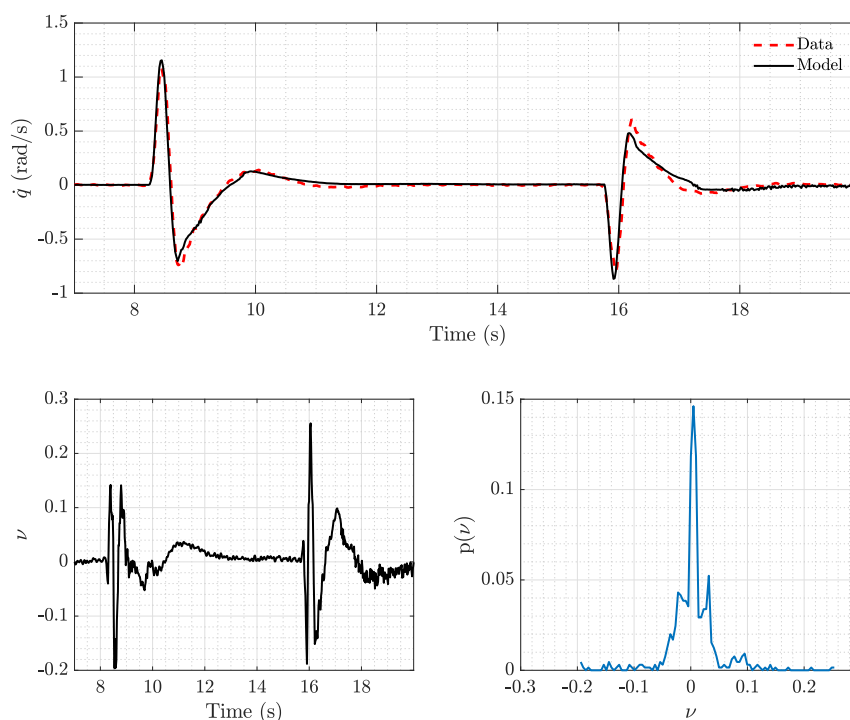 1.5
1
0.5
0
-0.5
-1
q̇ (rad/s)
Data
Model
8 10 12 14 16 18
Time (s)
0.3
0.2
0.1
0
-0.1
-0.2
ν
8 10 12 14 16 18
Time (s)
0.15
0.1
0.05
0
p(ν)
-0.3 -0.2 -0.1 0 0.1 0.2
ν